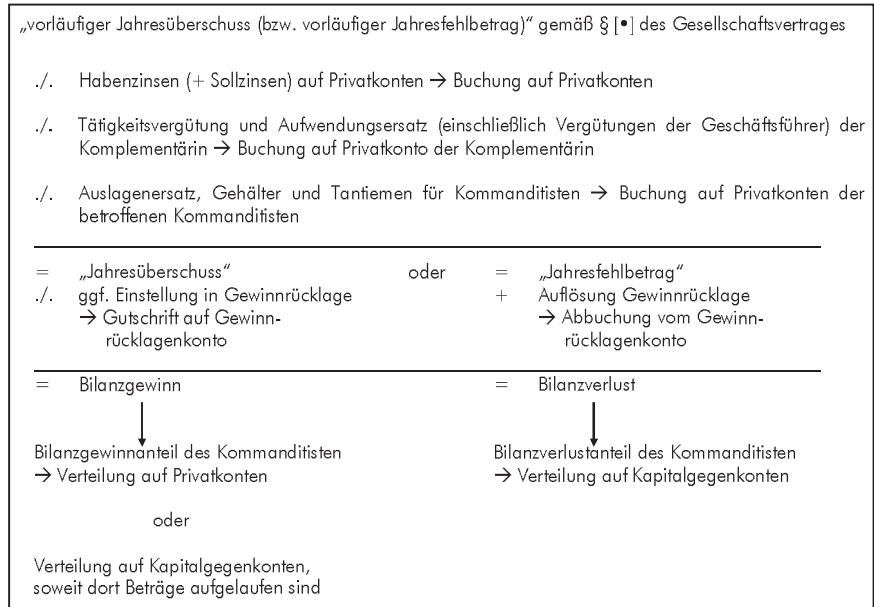 „vorläufiger Jahresüberschuss (bzw. vorläufiger Jahresfehlbetrag)“ gemäß § [•] des Gesellschaftsvertrages
./. Habenzinsen (+ Sollzinsen) auf Privatkonten → Buchung auf Privatkonten
./. Tätigkeitsvergütung und Aufwendungsersatz (einschließlich Vergütungen der Geschäftsführer) der
Komplementärin → Buchung auf Privatkonto der Komplementärin
./. Auslagenersatz, Gehälter und Tantiemen für Kommanditisten → Buchung auf Privatkonten der
betroffenen Kommanditisten
= „Jahresüberschuss“ oder = „Jahresfehlbetrag“
./. ggf. Einstellung in Gewinnrücklage + Auflösung Gewinnrücklage
→ Gutschrift auf Gewinn- → Abbuchung vom Gewinn-
rücklagenkonto rücklagenkonto
= Bilanzgewinn = Bilanzverlust
Bilanzgewinnanteil des Kommanditisten Bilanzverlustanteil des Kommanditisten
→ Verteilung auf Privatkonten → Verteilung auf Kapitalgegenkonten
oder
Verteilung auf Kapitalgegenkonten,
soweit dort Beträge aufgelaufen sind